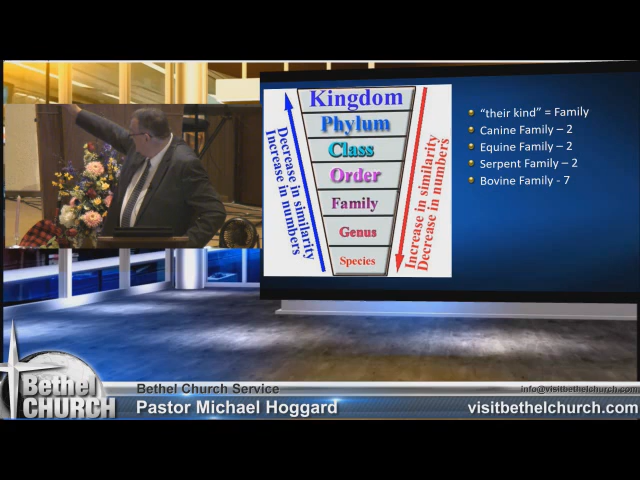 Kingdom
Phylum
Class
Order
Family
Genus
Species
Decrease in similarity
Increase in numbers
Increase in similarity
Decrease in numbers
“their kind” = Family
Canine Family – 2
Equine Family – 2
Serpent Family – 2
Bovine Family - 7
Bethel
CHURCH
Bethel Church Service
info@visitbethelchurch.com
Pastor Michael Hoggard
visitbethelchurch.com